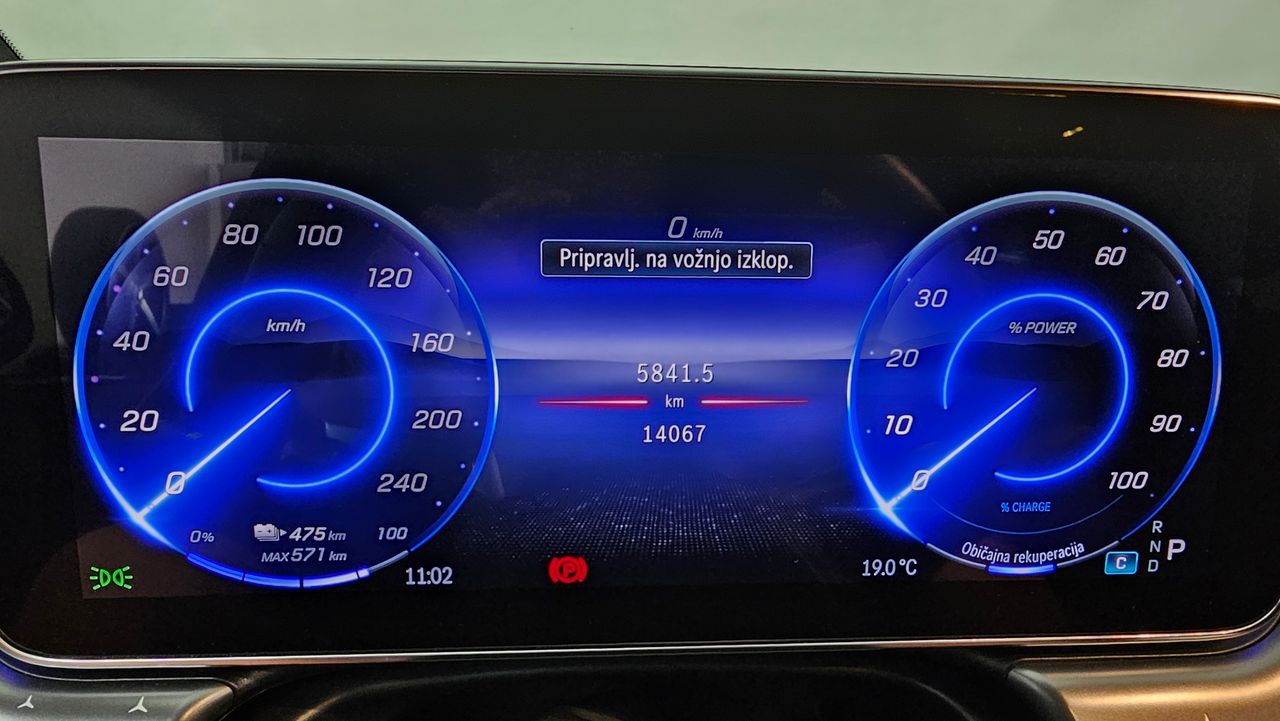 0 km/h
Pripravlj. na vožnjo izklop.
5841.5
km
14067
0
20
40
60
80
100
120
160
200
240
km/h
0%
475 km
100
MAX 571 km
11:02
P
0
10
20
30
40
50
60
70
80
90
100
% POWER
% CHARGE
Običajna rekuperacija
19.0°C
C
R
N
D
P